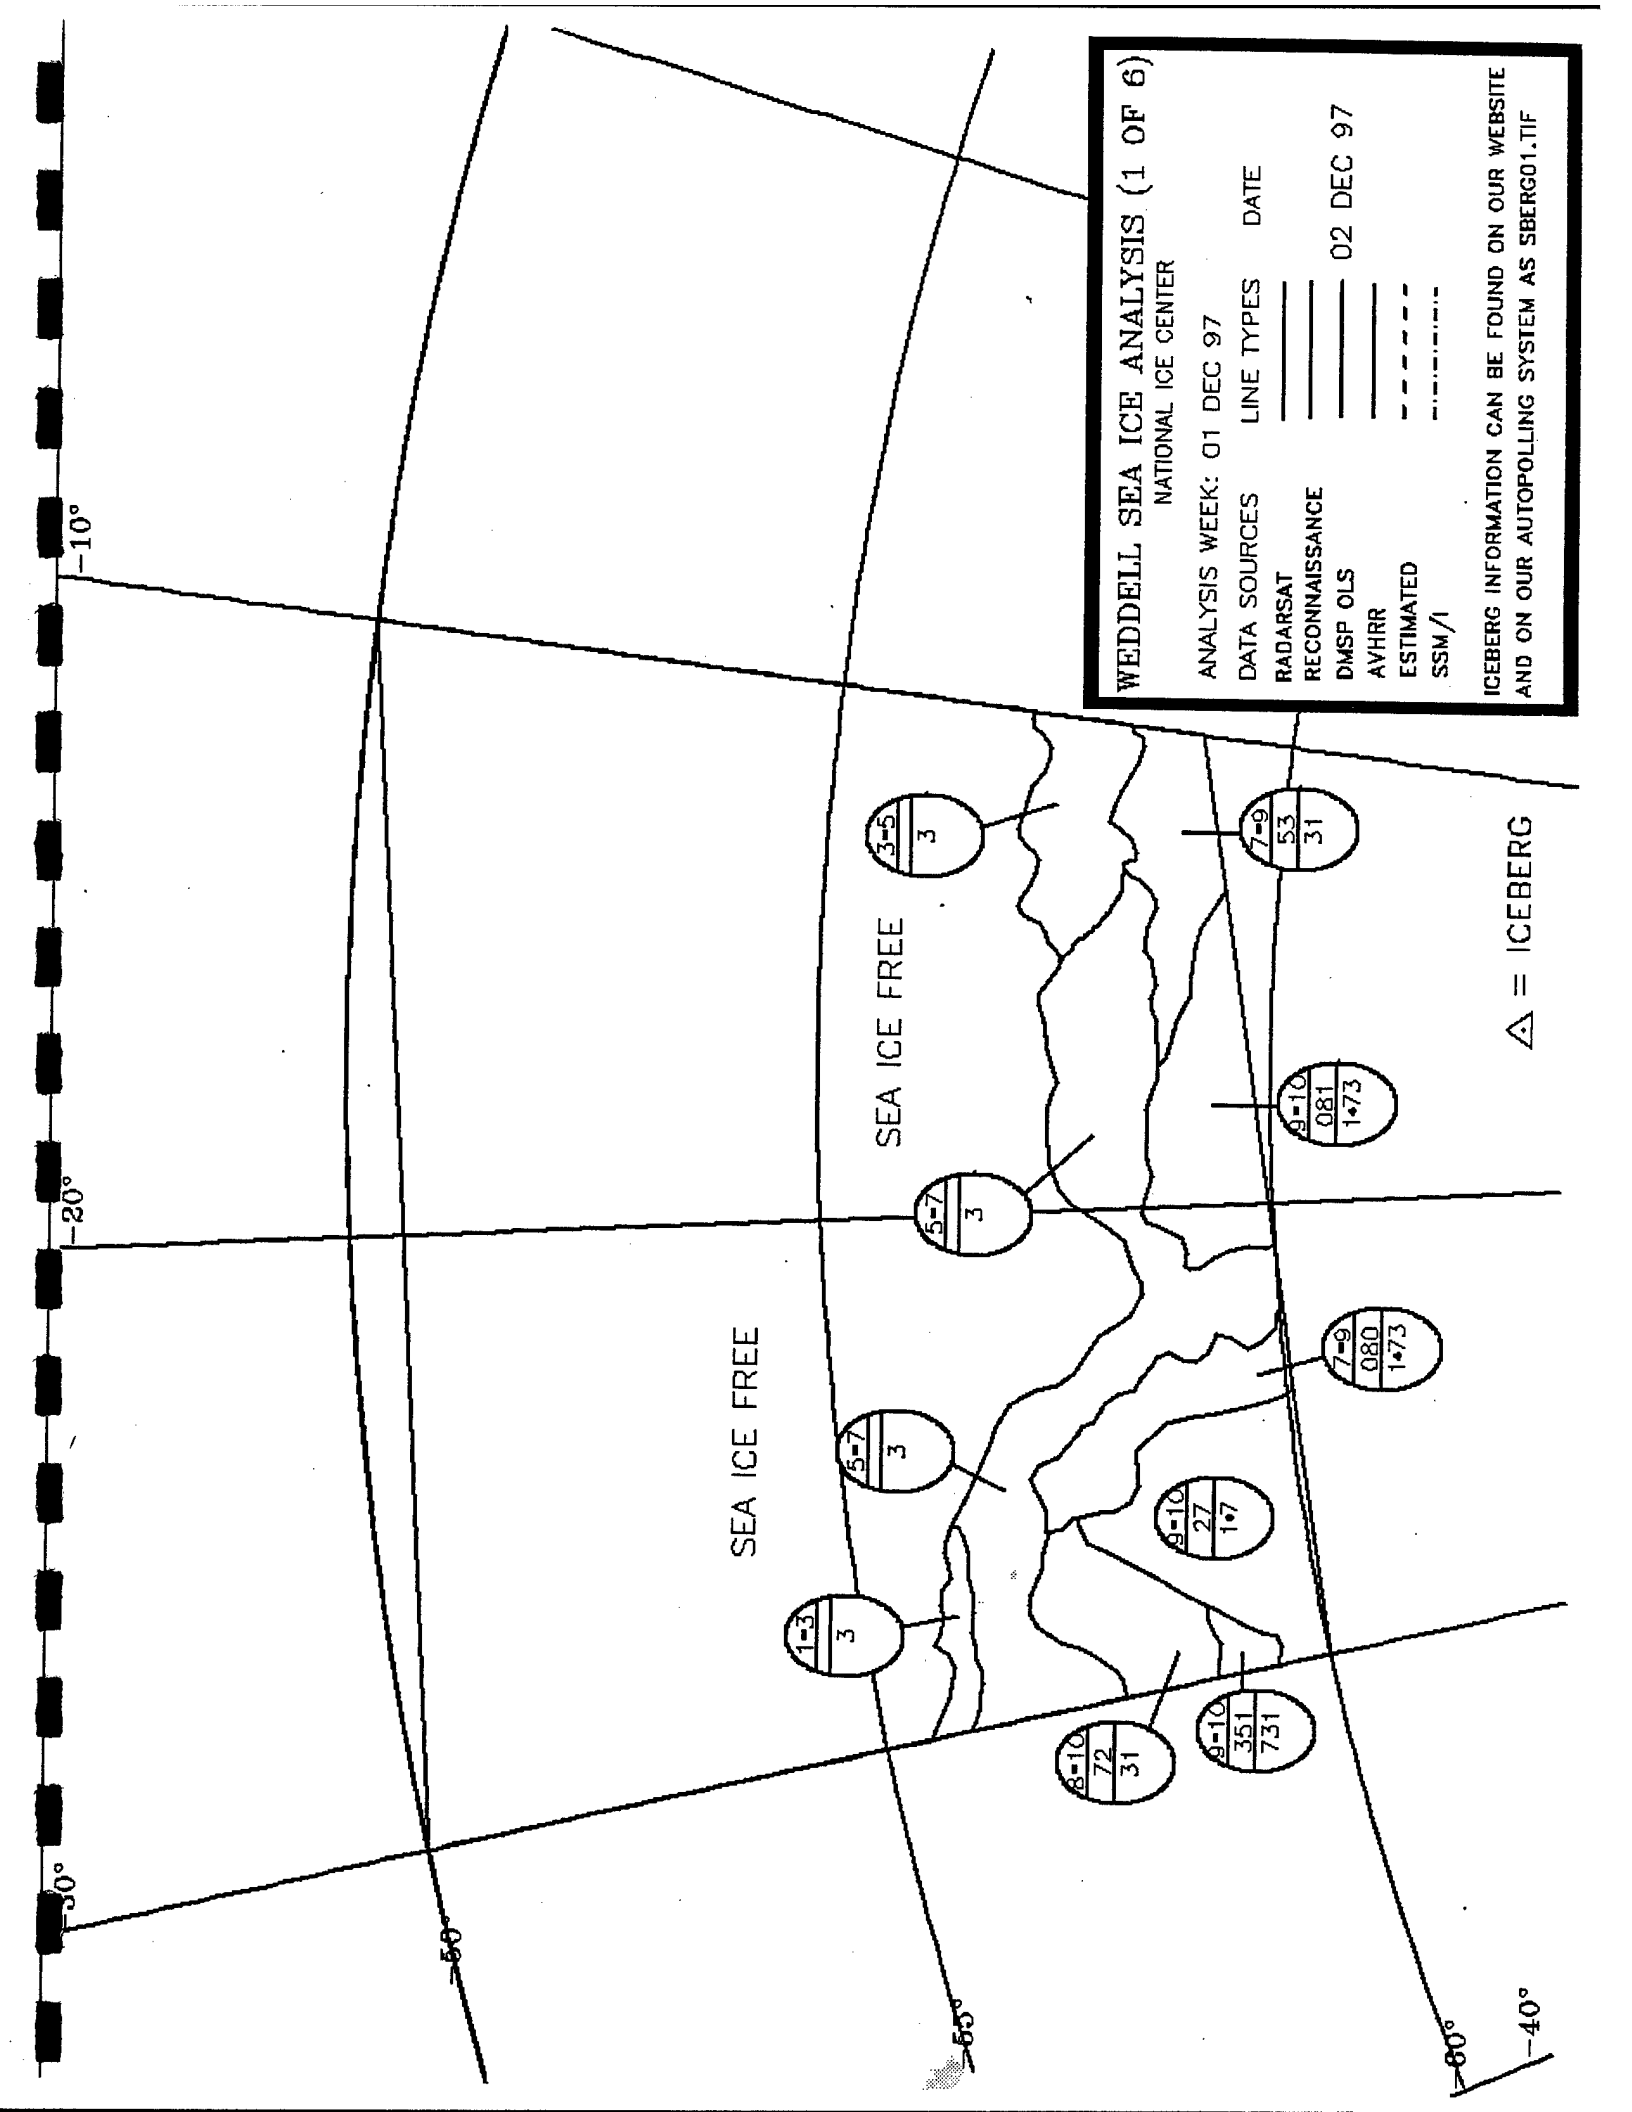 -30°
-20°
-10°
-50°
-55°
-60°
-40°
SEA ICE FREE
SEA ICE FREE
1-3
3
5-7
3
5-7
3
3-5
3
8-10
72
31
9-10
351
731
9-10
27
1•7
7-9
080
1•73
9-10
081
1•73
7-9
53
31
△ = ICEBERG
WEDDELL SEA ICE ANALYSIS (1 OF 6)
NATIONAL ICE CENTER
ANALYSIS WEEK: 01 DEC 97
DATA SOURCES LINE TYPES DATE
RADARSAT
RECONNAISSANCE
DMSP OLS 02 DEC 97
AVHRR
ESTIMATED
SSM/I
ICEBERG INFORMATION CAN BE FOUND ON OUR WEBSITE
AND ON OUR AUTOPOLLING SYSTEM AS SBERG01.TIF